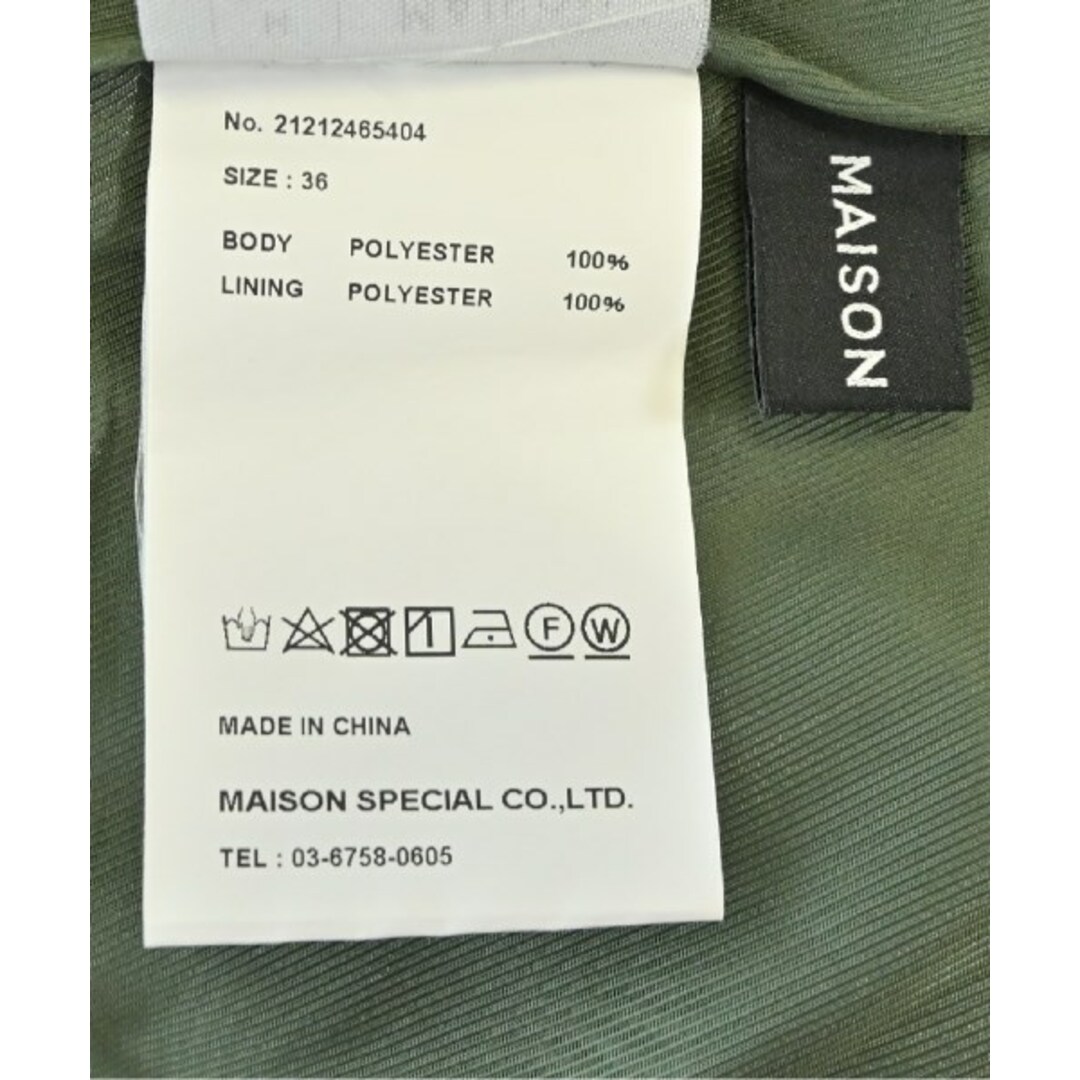 No. 21212465404
SIZE : 36
BODY POLYESTER 100%
LINING POLYESTER 100%
F W
MADE IN CHINA
MAISON SPECIAL CO.,LTD.
TEL : 03-6758-0605
MAISON